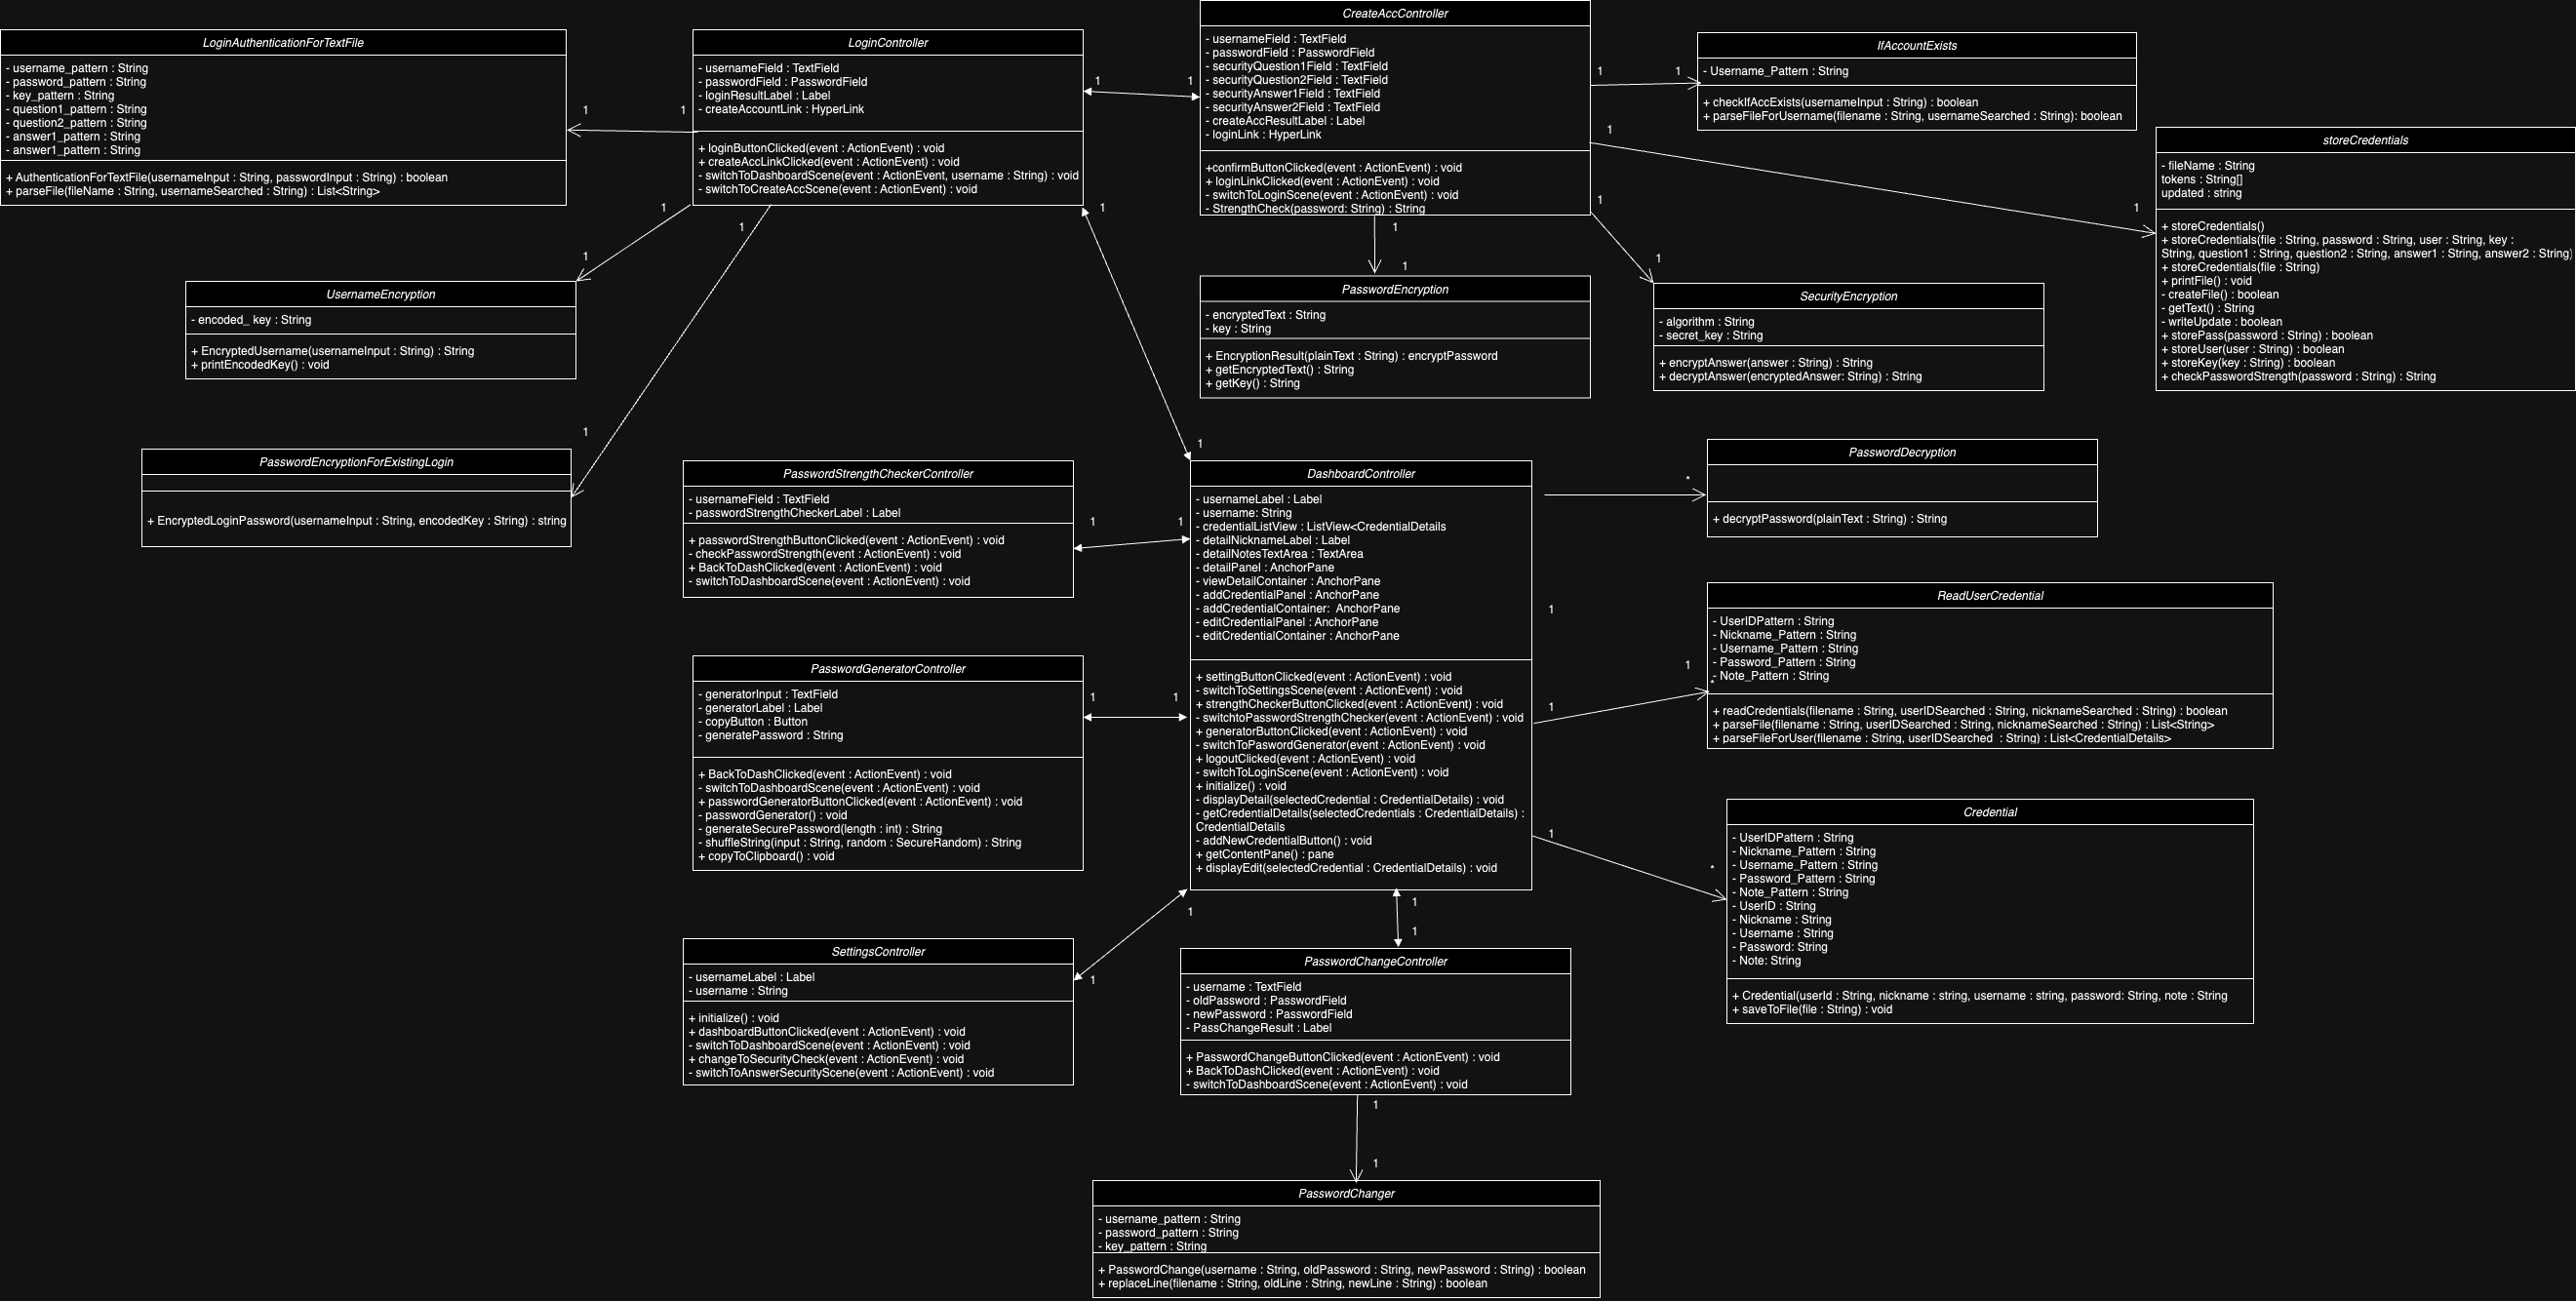 LoginAuthenticationForTextFile
- username_pattern : String
- password_pattern : String
- key_pattern : String
- question1_pattern : String
- question2_pattern : String
- answer1_pattern : String
- answer1_pattern : String
+ AuthenticationForTextFile(usernameInput : String, passwordInput : String) : boolean
+ parseFile(fileName : String, usernameSearched : String) : List<String>
1
1
LoginController
- usernameField : TextField
- passwordField : PasswordField
- loginResultLabel : Label
- createAccountLink : HyperLink
+ loginButtonClicked(event : ActionEvent) : void
+ createAccLinkClicked(event : ActionEvent) : void
- switchToDashboardScene(event : ActionEvent, username : String) : void
- switchToCreateAccScene(event : ActionEvent) : void
1
1
CreateAccController
- usernameField : TextField
- passwordField : PasswordField
- securityQuestion1Field : TextField
- securityQuestion2Field : TextField
- securityAnswer1Field : TextField
- securityAnswer2Field : TextField
- createAccResultLabel : Label
- loginLink : HyperLink
+confirmButtonClicked(event : ActionEvent) : void
+ loginLinkClicked(event : ActionEvent) : void
- switchToLoginScene(event : ActionEvent) : void
- StrengthCheck(password: String) : String
1
1
IfAccountExists
- Username_Pattern : String
+ checkIfAccExists(usernameInput : String) : boolean
+ parseFileForUsername(filename : String, usernameSearched : String): boolean
1
1
storeCredentials
- fileName : String
tokens : String[]
updated : string
+ storeCredentials()
+ storeCredentials(file : String, password : String, user : String, key :
String, question1 : String, question2 : String, answer1 : String, answer2 : String)
+ storeCredentials(file : String)
+ printFile() : void
- createFile() : boolean
- getText() : String
- writeUpdate : boolean
+ storePass(password : String) : boolean
+ storeUser(user : String) : boolean
+ storeKey(key : String) : boolean
+ checkPasswordStrength(password : String) : String
1
1
UsernameEncryption
- encoded_ key : String
+ EncryptedUsername(usernameInput : String) : String
+ printEncodedKey() : void
1
1
PasswordEncryptionForExistingLogin
+ EncryptedLoginPassword(usernameInput : String, encodedKey : String) : string
1
1
PasswordEncryption
- encryptedText : String
- key : String
+ EncryptionResult(plainText : String) : encryptPassword
+ getEncryptedText() : String
+ getKey() : String
1
1
SecurityEncryption
- algorithm : String
- secret_key : String
+ encryptAnswer(answer : String) : String
+ decryptAnswer(encryptedAnswer: String) : String
1
1
PasswordStrengthCheckerController
- usernameField : TextField
- passwordStrengthCheckerLabel : Label
+ passwordStrengthButtonClicked(event : ActionEvent) : void
- checkPasswordStrength(event : ActionEvent) : void
+ BackToDashClicked(event : ActionEvent) : void
- switchToDashboardScene(event : ActionEvent) : void
1
1
DashboardController
- usernameLabel : Label
- username: String
- credentialListView : ListView<CredentialDetails
- detailNicknameLabel : Label
- detailNotesTextArea : TextArea
- detailPanel : AnchorPane
- viewDetailContainer : AnchorPane
- addCredentialPanel : AnchorPane
- addCredentialContainer:  AnchorPane
- editCredentialPanel : AnchorPane
- editCredentialContainer : AnchorPane
+ settingButtonClicked(event : ActionEvent) : void
- switchToSettingsScene(event : ActionEvent) : void
+ strengthCheckerButtonClicked(event : ActionEvent) : void
- switchtoPasswordStrengthChecker(event : ActionEvent) : void
+ generatorButtonClicked(event : ActionEvent) : void
- switchToPaswordGenerator(event : ActionEvent) : void
+ logoutClicked(event : ActionEvent) : void
- switchToLoginScene(event : ActionEvent) : void
+ initialize() : void
- displayDetail(selectedCredential : CredentialDetails) : void
- getCredentialDetails(selectedCredentials : CredentialDetails) :
CredentialDetails
- addNewCredentialButton() : void
+ getContentPane() : pane
+ displayEdit(selectedCredential : CredentialDetails) : void
*
1
PasswordDecryption
+ decryptPassword(plainText : String) : String
1
1
*
ReadUserCredential
- UserIDPattern : String
- Nickname_Pattern : String
- Username_Pattern : String
- Password_Pattern : String
- Note_Pattern : String
+ readCredentials(filename : String, userIDSearched : String, nicknameSearched : String) : boolean
+ parseFile(filename : String, userIDSearched : String, nicknameSearched : String) : List<String>
+ parseFileForUser(filename : String, userIDSearched  : String) : List<CredentialDetails>
1
1
PasswordGeneratorController
- generatorInput : TextField
- generatorLabel : Label
- copyButton : Button
- generatePassword : String
+ BackToDashClicked(event : ActionEvent) : void
- switchToDashboardScene(event : ActionEvent) : void
+ passwordGeneratorButtonClicked(event : ActionEvent) : void
- passwordGenerator() : void
- generateSecurePassword(length : int) : String
- shuffleString(input : String, random : SecureRandom) : String
+ copyToClipboard() : void
1
*
Credential
- UserIDPattern : String
- Nickname_Pattern : String
- Username_Pattern : String
- Password_Pattern : String
- Note_Pattern : String
- UserID : String
- Nickname : String
- Username : String
- Password: String
- Note: String
+ Credential(userId : String, nickname : string, username : string, password: String, note : String
+ saveToFile(file : String) : void
1
1
SettingsController
- usernameLabel : Label
- username : String
+ initialize() : void
+ dashboardButtonClicked(event : ActionEvent) : void
- switchToDashboardScene(event : ActionEvent) : void
+ changeToSecurityCheck(event : ActionEvent) : void
- switchToAnswerSecurityScene(event : ActionEvent) : void
1
1
PasswordChangeController
- username : TextField
- oldPassword : PasswordField
- newPassword : PasswordField
- PassChangeResult : Label
+ PasswordChangeButtonClicked(event : ActionEvent) : void
+ BackToDashClicked(event : ActionEvent) : void
- switchToDashboardScene(event : ActionEvent) : void
1
1
PasswordChanger
- username_pattern : String
- password_pattern : String
- key_pattern : String
+ PasswordChange(username : String, oldPassword : String, newPassword : String) : boolean
+ replaceLine(filename : String, oldLine : String, newLine : String) : boolean